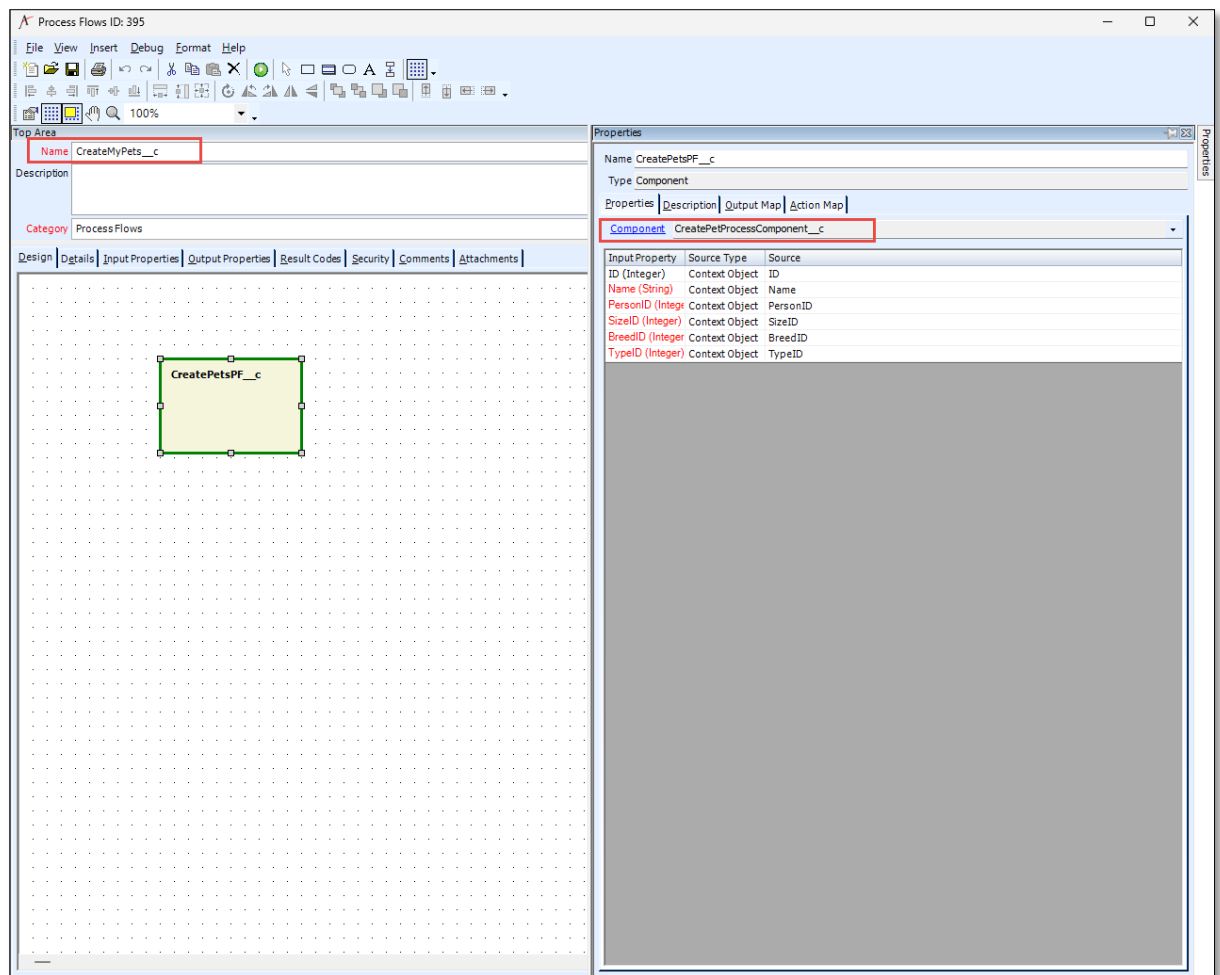 Process Flows ID: 395
File View Insert Debug Format Help
A
100%
Top Area
Name CreateMyPets__c
Description
Category Process Flows
Design Details Input Properties Output Properties Result Codes Security Comments Attachments
CreatePetsPF__c
Properties
Properties
Name CreatePetsPF__c
Type Component
Properties Description Output Map Action Map
Component CreatePetProcessComponent__c
Input Property Source Type Source
ID (Integer) Context Object ID
Name (String) Context Object Name
PersonID (Intege Context Object PersonID
SizeID (Integer) Context Object SizeID
BreedID (Integer Context Object BreedID
TypeID (Integer) Context Object TypeID